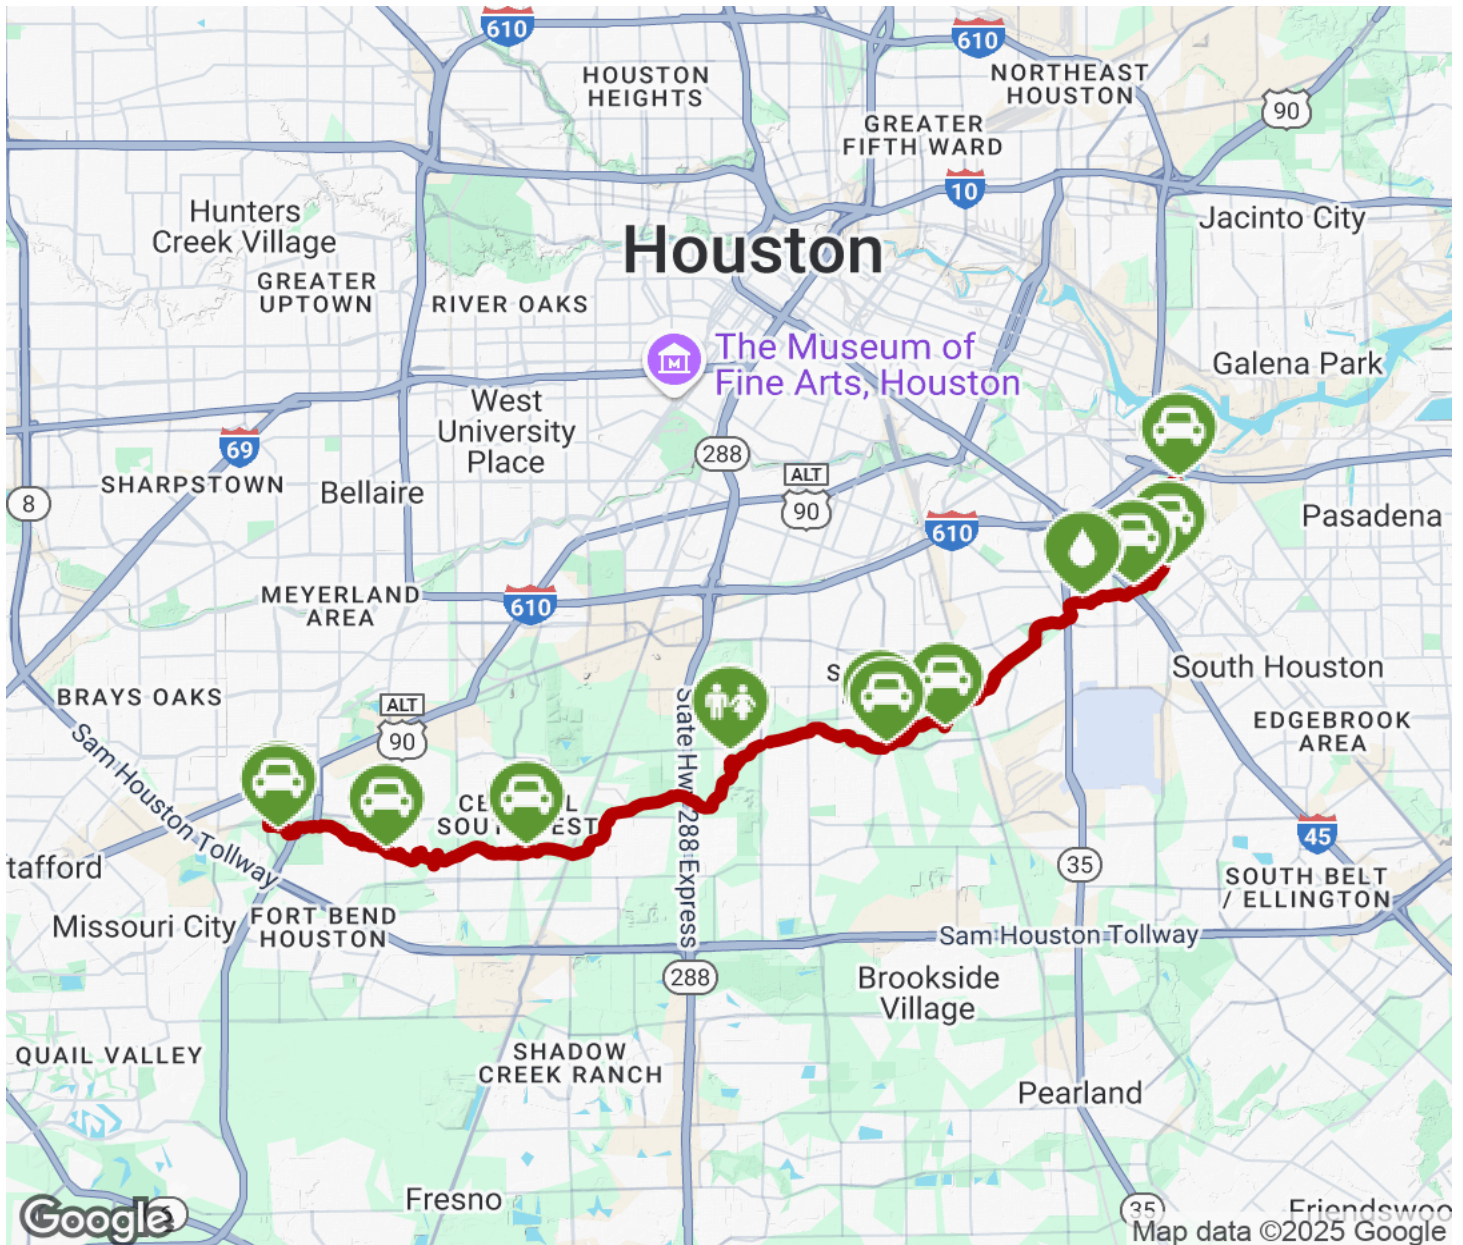 610
610
HOUSTON
HEIGHTS
NORTHEAST
HOUSTON
90
GREATER
FIFTH WARD
10
Hunters
Creek Village
Jacinto City
Houston
GREATER
UPTOWN
RIVER OAKS
The Museum of
Fine Arts, Houston
Galena Park
West
University
Place
69
288
SHARPSTOWN
Bellaire
ALT
90
8
610
Pasadena
MEYERLAND
AREA
610
South Houston
BRAYS OAKS
ALT
90
State Hwy 288 Express
EDGEBROOK
AREA
Sam Houston Tollway
45
tafford
35
SOUTH BELT
/ ELLINGTON
Missouri City
FORT BEND
HOUSTON
Sam Houston Tollway
288
Brookside
Village
QUAIL VALLEY
SHADOW
CREEK RANCH
Pearland
Fresno
35
Friendswoo
Google
Map data ©2025 Google